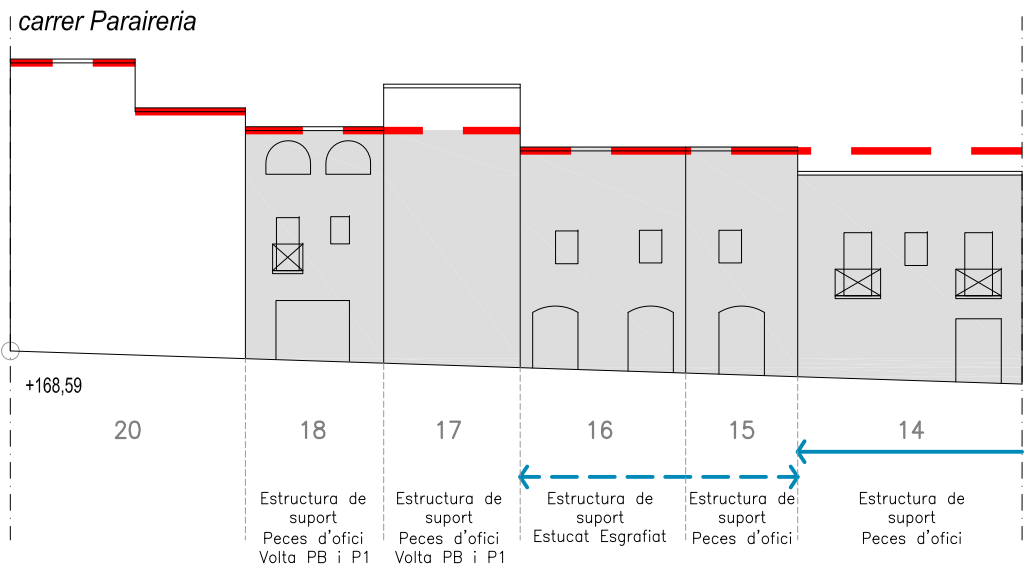 carrer Paraireria
+168,59
20
18
17
16
15
14
Estructura de
suport
Peces d'ofici
Volta PB i P1
Estructura de
suport
Peces d'ofici
Volta PB i P1
Estructura de
suport
Estucat Esgrafiat
Estructura de
suport
Peces d'ofici
Estructura de
suport
Peces d'ofici